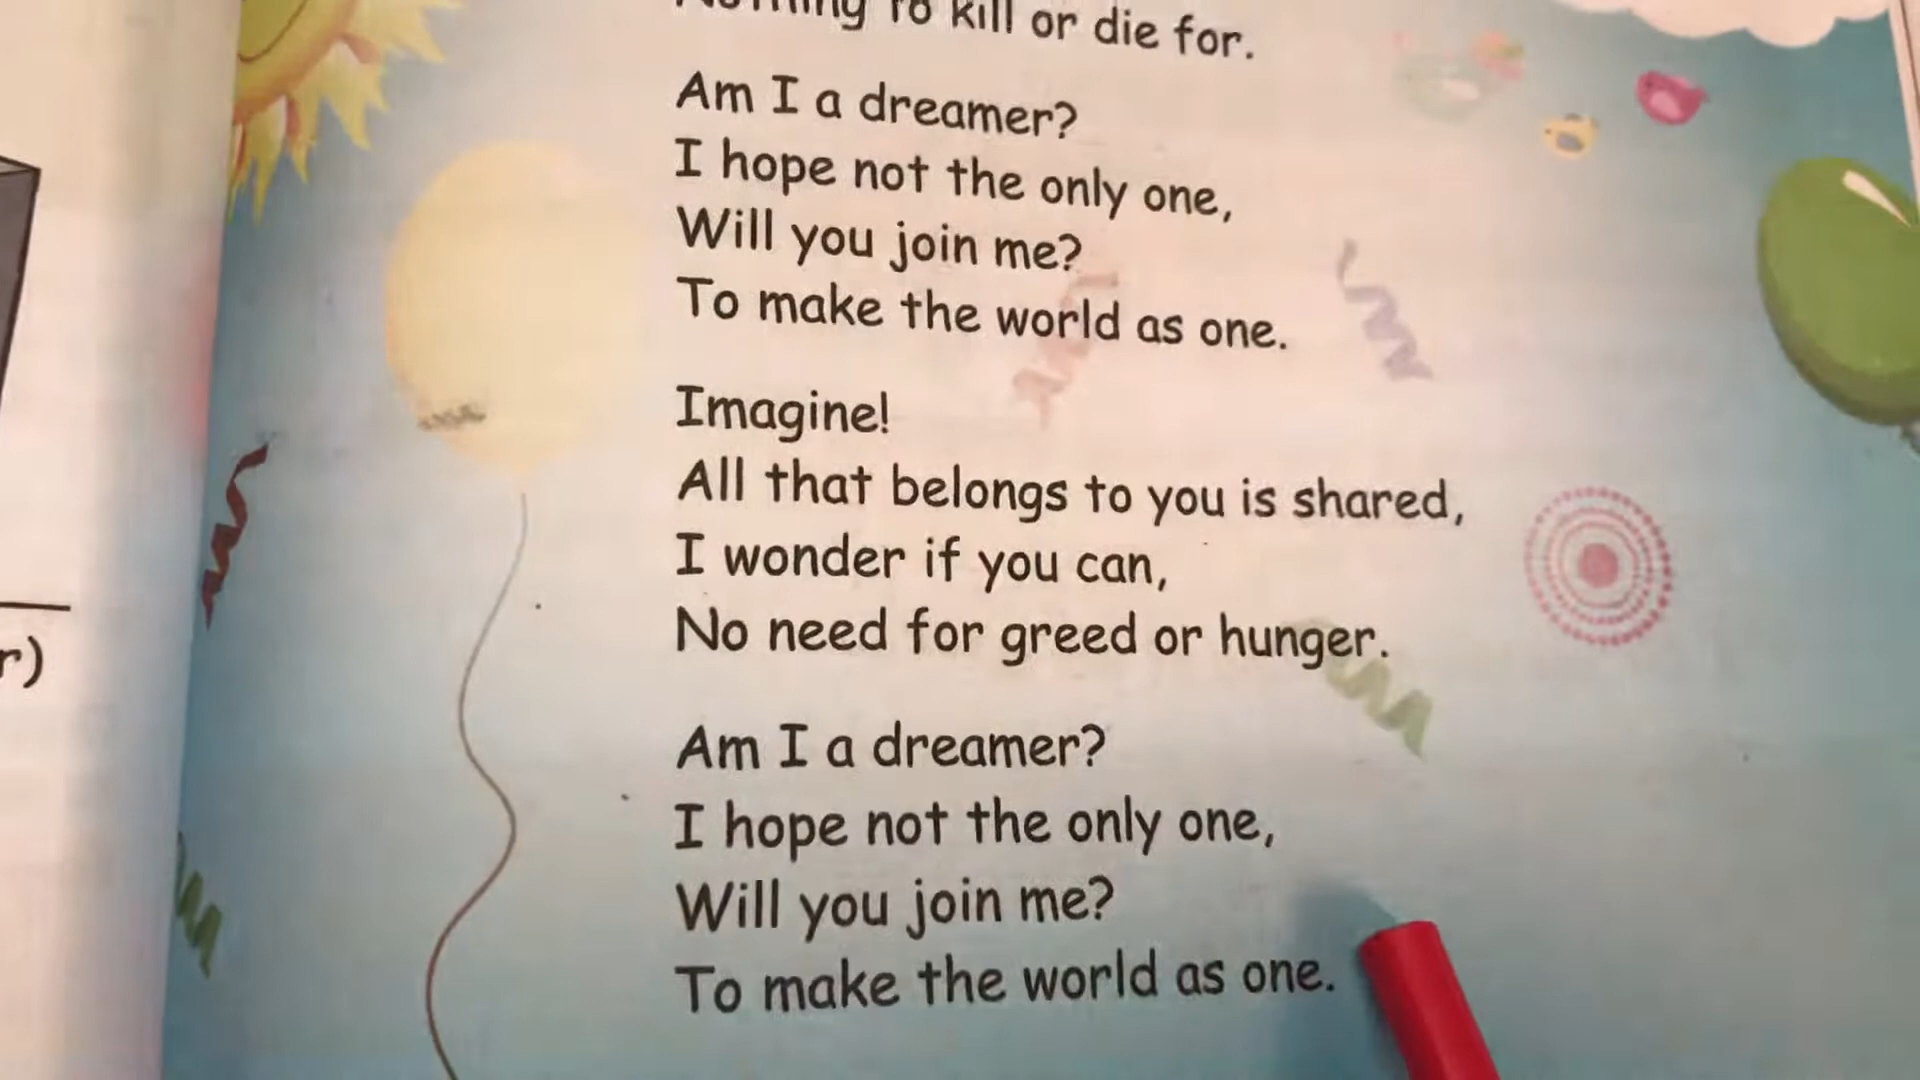 Nothing to kill or die for.
Am I a dreamer?
I hope not the only one,
Will you join me?
To make the world as one.
Imagine!
All that belongs to you is shared,
I wonder if you can,
No need for greed or hunger.
r)
Am I a dreamer?
I hope not the only one,
Will you join me?
To make the world as one.